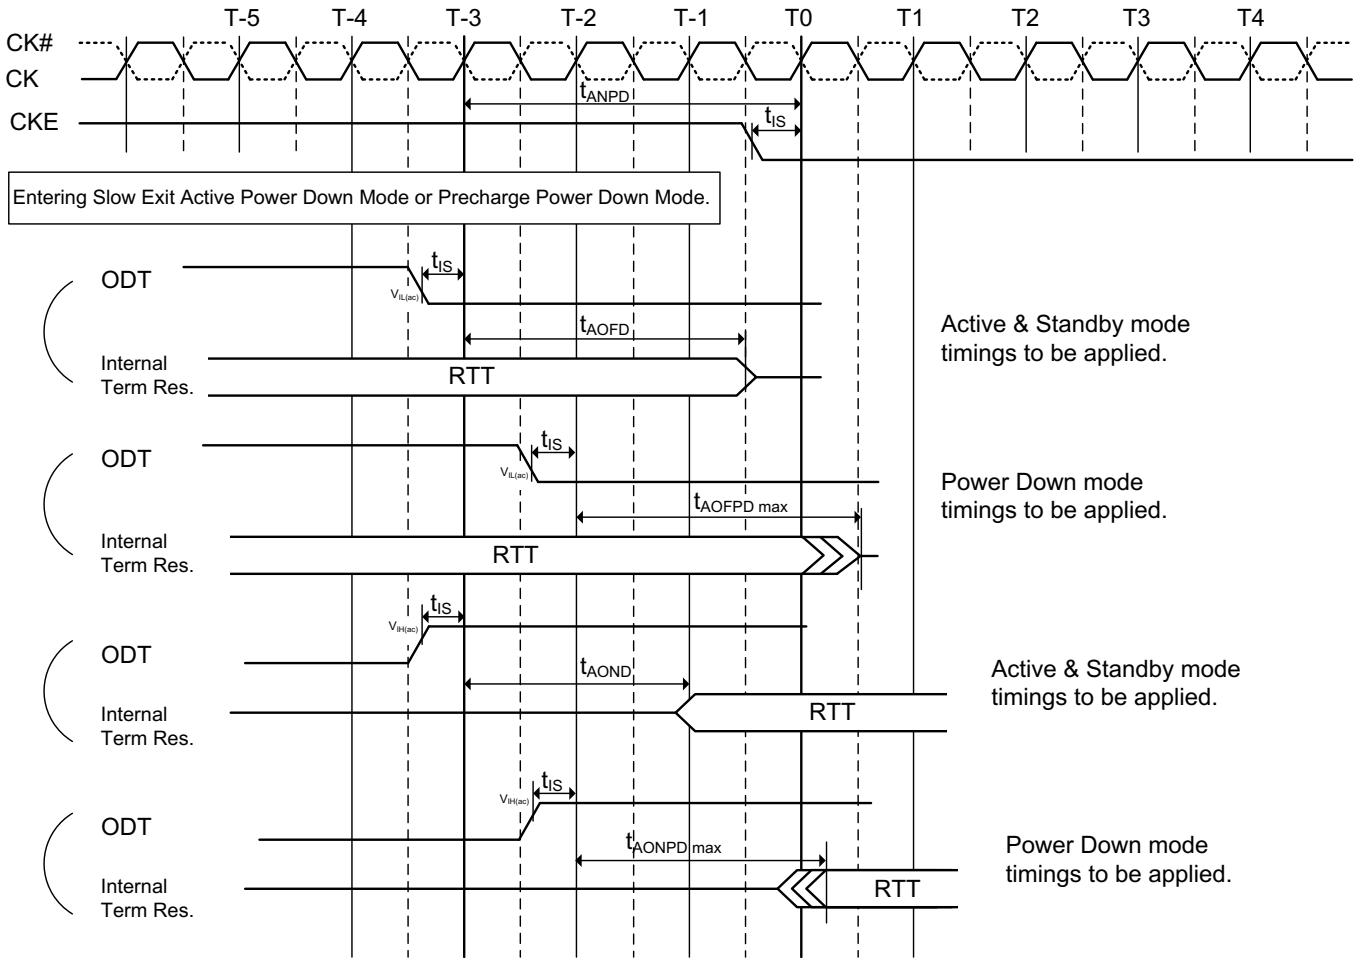 T-5 T-4 T-3 T-2 T-1 T0 T1 T2 T3 T4
CK#
CK
tANPD
CKE
tIS
Entering Slow Exit Active Power Down Mode or Precharge Power Down Mode.
ODT
tIS
VIL(ac)
tAOFD
Internal
Term Res.
RTT
Active & Standby mode
timings to be applied.
ODT
tIS
VIL(ac)
tAOFPD max
Internal
Term Res.
RTT
Power Down mode
timings to be applied.
ODT
tIS
VIH(ac)
tAOND
Internal
Term Res.
RTT
Active & Standby mode
timings to be applied.
ODT
tIS
VIH(ac)
tAONPD max
Internal
Term Res.
RTT
Power Down mode
timings to be applied.